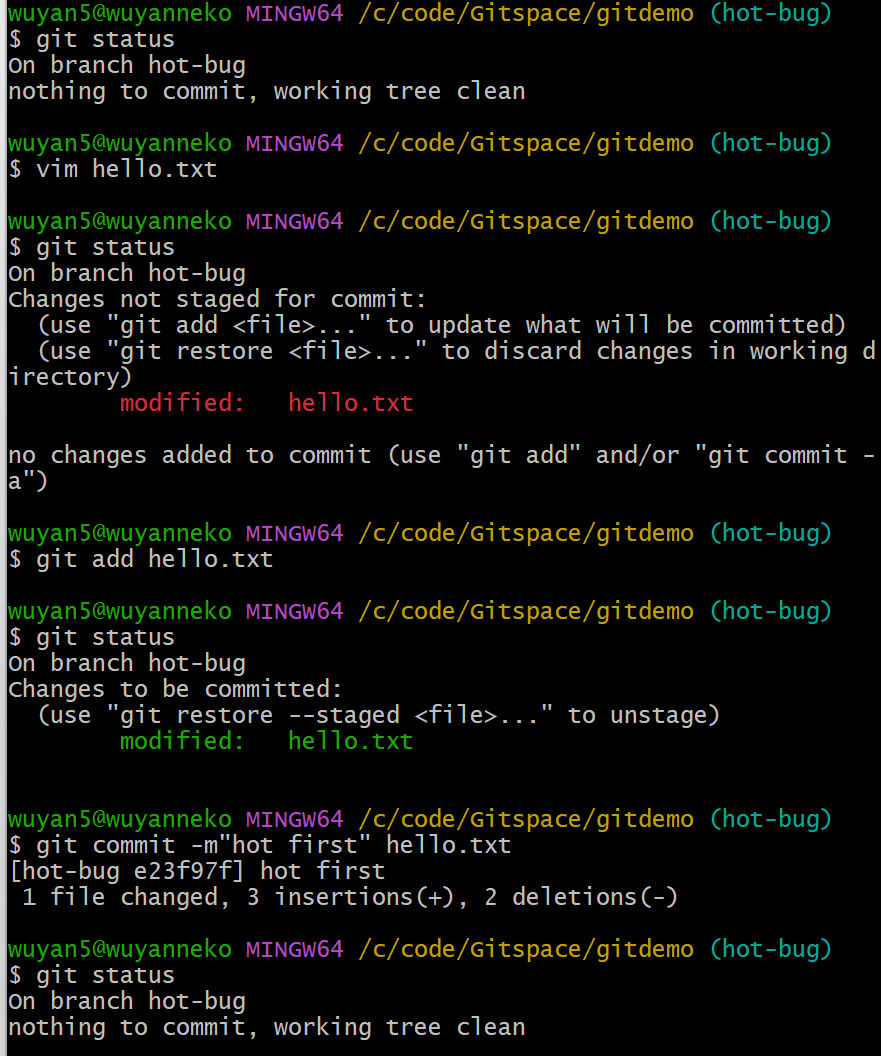 wuyan5@wuyanneko MINGW64 /c/code/Gitspace/gitdemo (hot-bug)
$ git status
On branch hot-bug
nothing to commit, working tree clean
wuyan5@wuyanneko MINGW64 /c/code/Gitspace/gitdemo (hot-bug)
$ vim hello.txt
wuyan5@wuyanneko MINGW64 /c/code/Gitspace/gitdemo (hot-bug)
$ git status
On branch hot-bug
Changes not staged for commit:
  (use "git add <file>..." to update what will be committed)
  (use "git restore <file>..." to discard changes in working d
irectory)
        modified:   hello.txt
no changes added to commit (use "git add" and/or "git commit -
a")
wuyan5@wuyanneko MINGW64 /c/code/Gitspace/gitdemo (hot-bug)
$ git add hello.txt
wuyan5@wuyanneko MINGW64 /c/code/Gitspace/gitdemo (hot-bug)
$ git status
On branch hot-bug
Changes to be committed:
  (use "git restore --staged <file>..." to unstage)
        modified:   hello.txt
wuyan5@wuyanneko MINGW64 /c/code/Gitspace/gitdemo (hot-bug)
$ git commit -m"hot first" hello.txt
[hot-bug e23f97f] hot first
 1 file changed, 3 insertions(+), 2 deletions(-)
wuyan5@wuyanneko MINGW64 /c/code/Gitspace/gitdemo (hot-bug)
$ git status
On branch hot-bug
nothing to commit, working tree clean